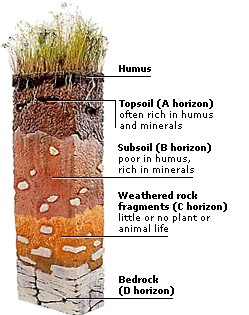 Humus
Topsoil (A horizon)
often rich in humus
and minerals
Subsoil (B horizon)
poor in humus,
rich in minerals
Weathered rock
fragments (C horizon)
little or no plant or
animal life
Bedrock
(D horizon)